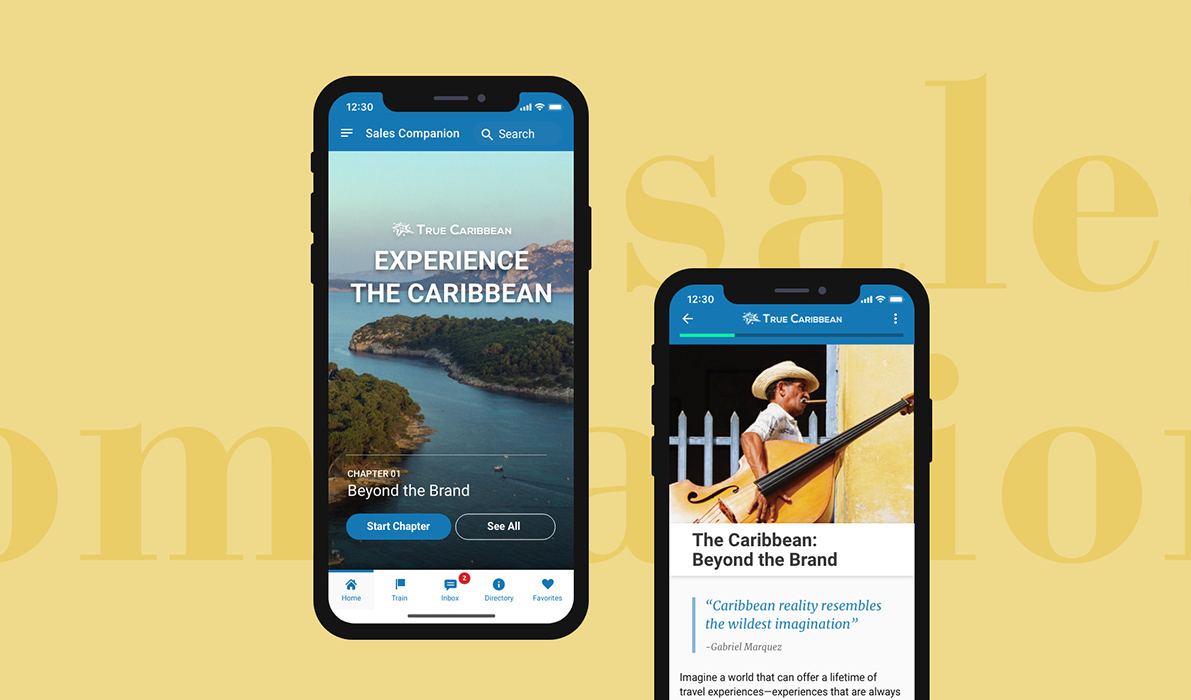 sale
om a ion
12:30
Sales Companion
Search
TRUE CARIBBEAN
EXPERIENCE
THE CARIBBEAN
CHAPTER 01
Beyond the Brand
Start Chapter
See All
Home
Train
Inbox
2
Directory
Favorites
12:30
TRUE CARIBBEAN
The Caribbean:
Beyond the Brand
“Caribbean reality resembles
the wildest imagination”
–Gabriel Marquez
Imagine a world that can offer a lifetime of
travel experiences—experiences that are always